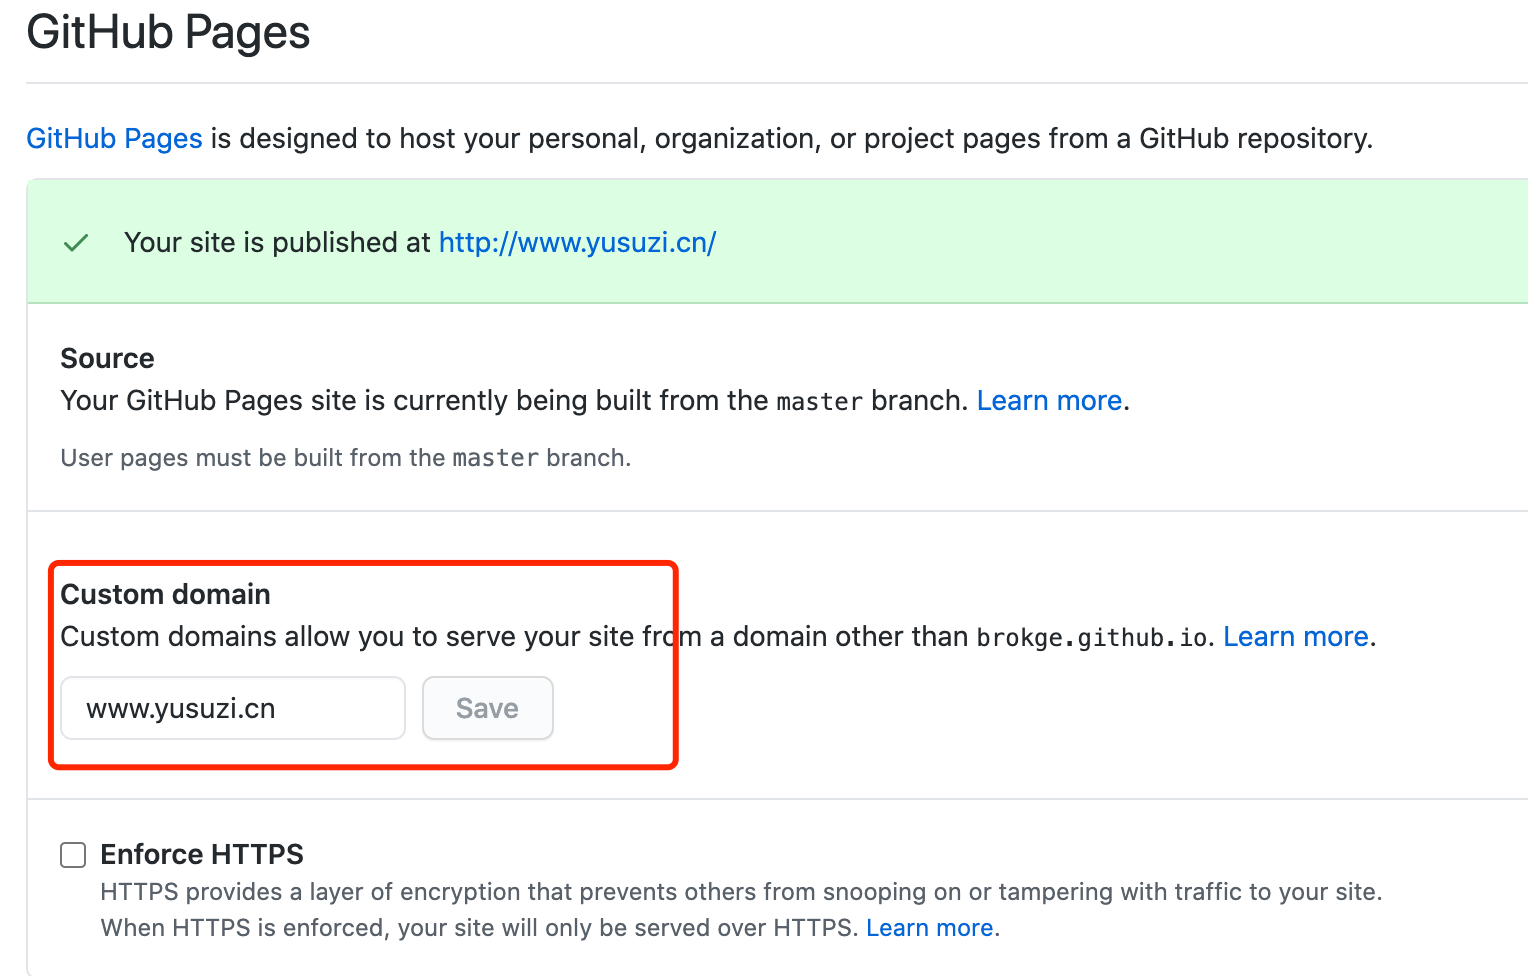 GitHub Pages
GitHub Pages is designed to host your personal, organization, or project pages from a GitHub repository.
Your site is published at http://www.yusuzi.cn/
Source
Your GitHub Pages site is currently being built from the master branch. Learn more.
User pages must be built from the master branch.
Custom domain
Custom domains allow you to serve your site from a domain other than brokge.github.io. Learn more.
www.yusuzi.cn Save
Enforce HTTPS
HTTPS provides a layer of encryption that prevents others from snooping on or tampering with traffic to your site.
When HTTPS is enforced, your site will only be served over HTTPS. Learn more.